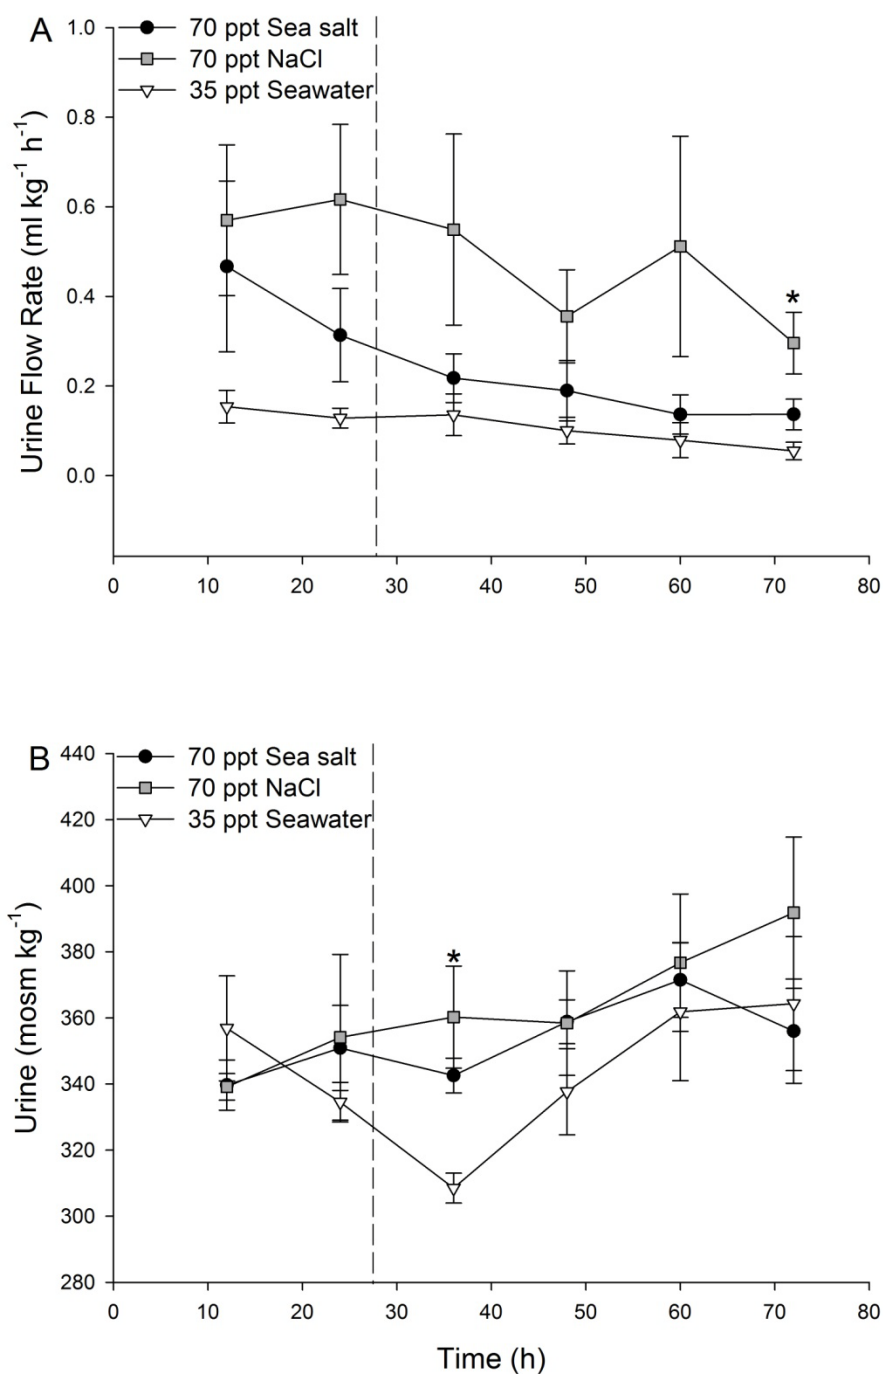 A
70 ppt Sea salt
70 ppt NaCl
35 ppt Seawater
Urine Flow Rate (ml kg⁻¹ h⁻¹)
1.0
0.8
0.6
0.4
0.2
0.0
*
0 10 20 30 40 50 60 70 80
B
70 ppt Sea salt
70 ppt NaCl
35 ppt Seawater
Urine (mosm kg⁻¹)
440
420
400
380
360
340
320
300
280
*
0 10 20 30 40 50 60 70 80
Time (h)